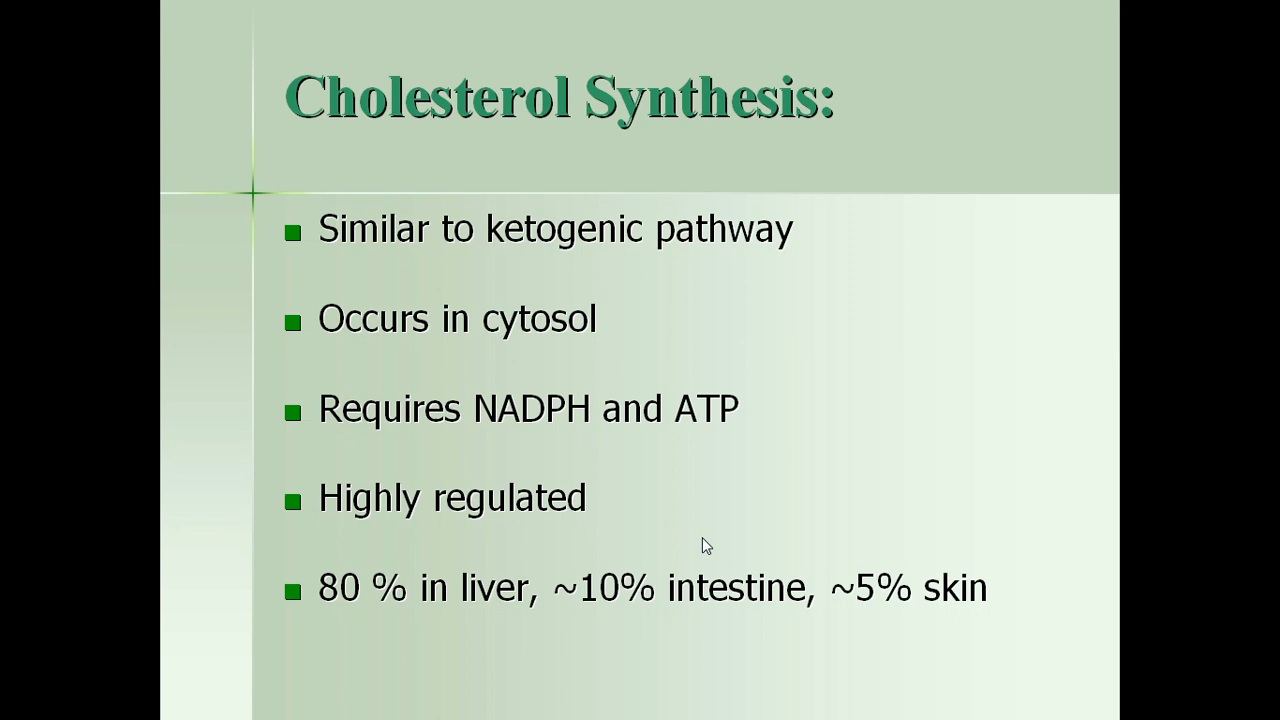 Cholesterol Synthesis:
Similar to ketogenic pathway
Occurs in cytosol
Requires NADPH and ATP
Highly regulated
80 % in liver, ~10% intestine, ~5% skin